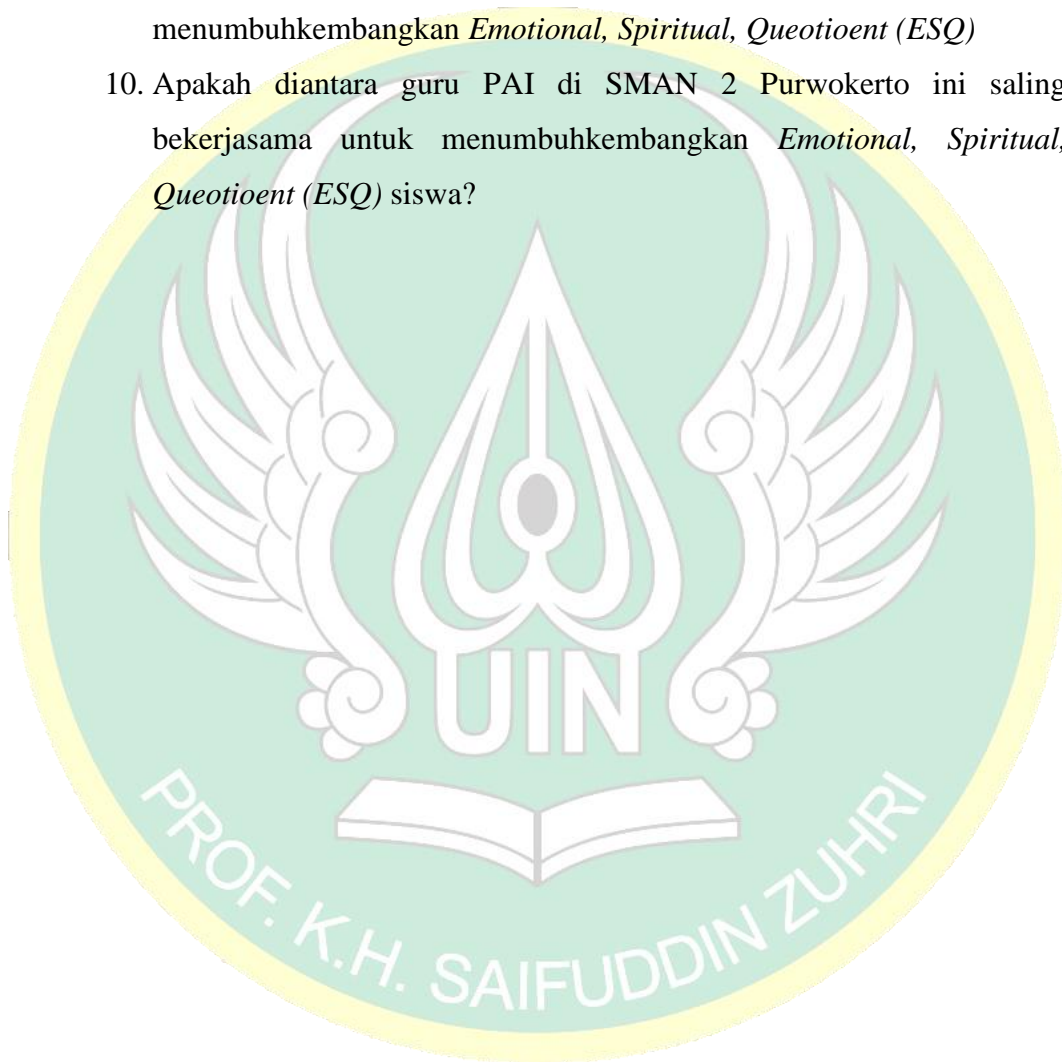 menumbuhkembangkan Emotional, Spiritual, Queotioent (ESQ)
10. Apakah diantara guru PAI di SMAN 2 Purwokerto ini saling
bekerjasama untuk menumbuhkembangkan Emotional, Spiritual,
Queotioent (ESQ) siswa?
UIN
PROF. K.H. SAIFUDDIN ZUHRI